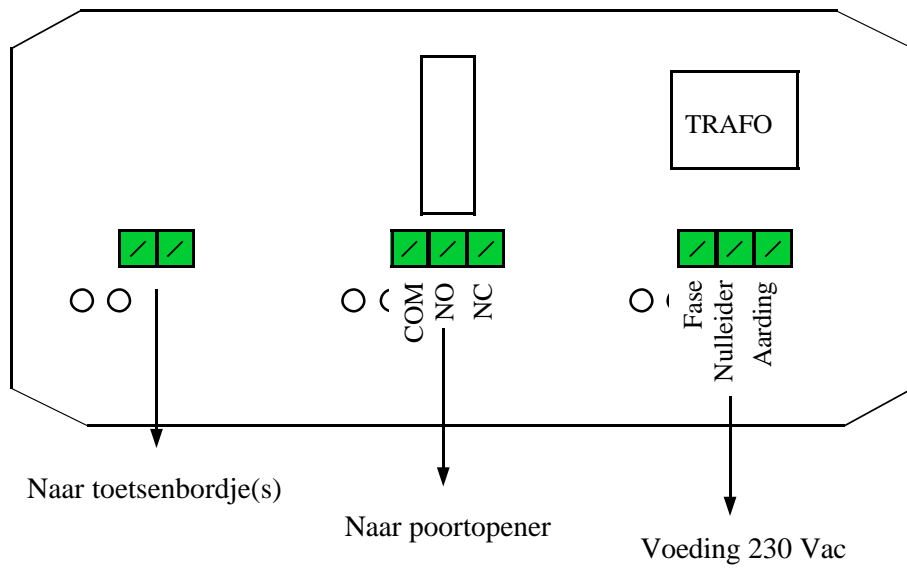 TRAFO
COM
NO
NC
Fase
Nulleider
Aarding
Naar toetsenbordje(s)
Naar poortopener
Voeding 230 Vac